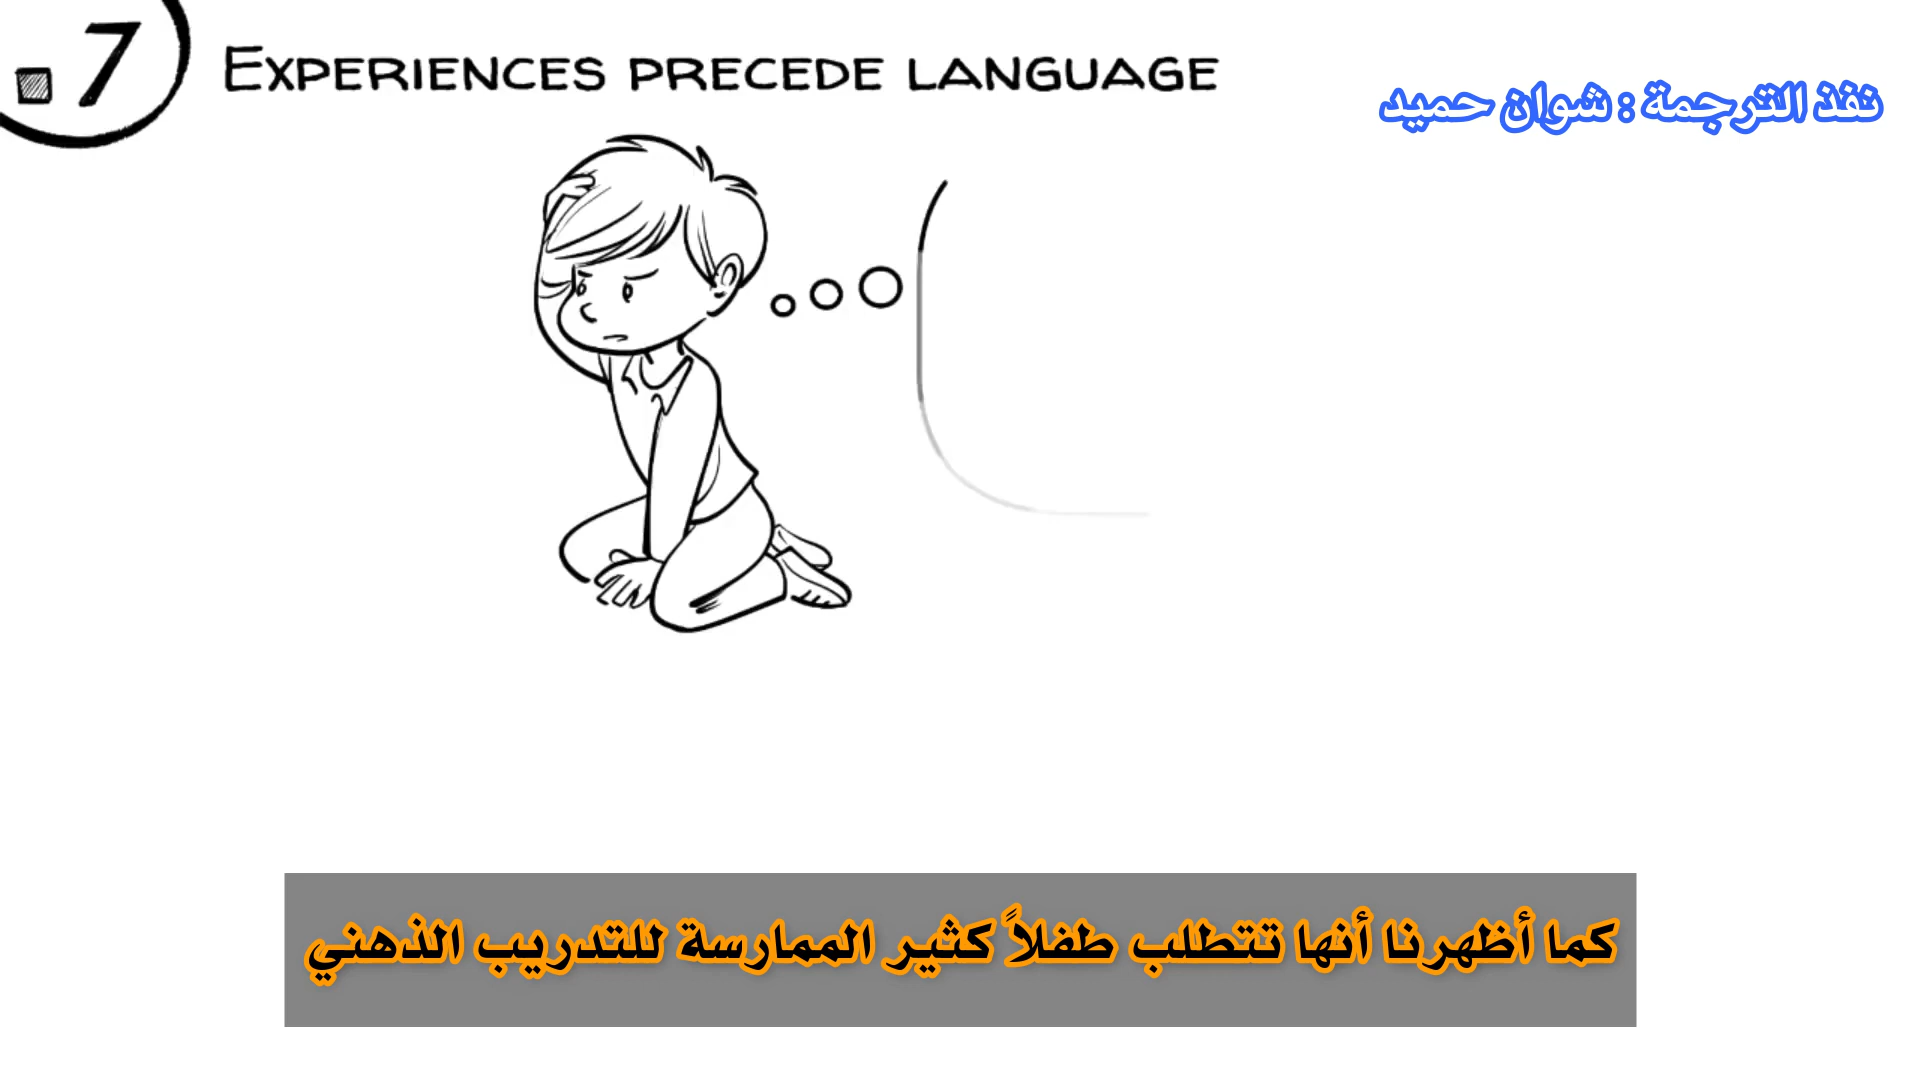 .7 EXPERIENCES PRECEDE LANGUAGE
نفذ الترجمة : شوان حميد
كما أظهرنا أنها تتطلب طفلاً كثير الممارسة للتدريب الذهني